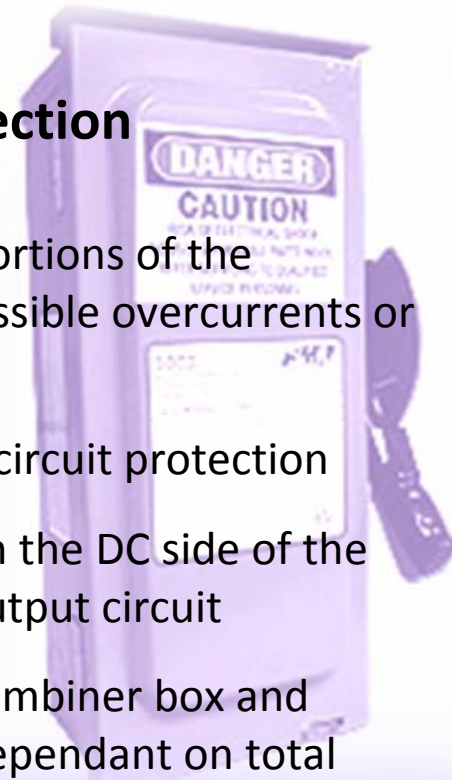 ection
DANGER
CAUTION
ortions of the
ssible overcurrents or
circuit protection
n the DC side of the
utput circuit
mbiner box and
ependant on total